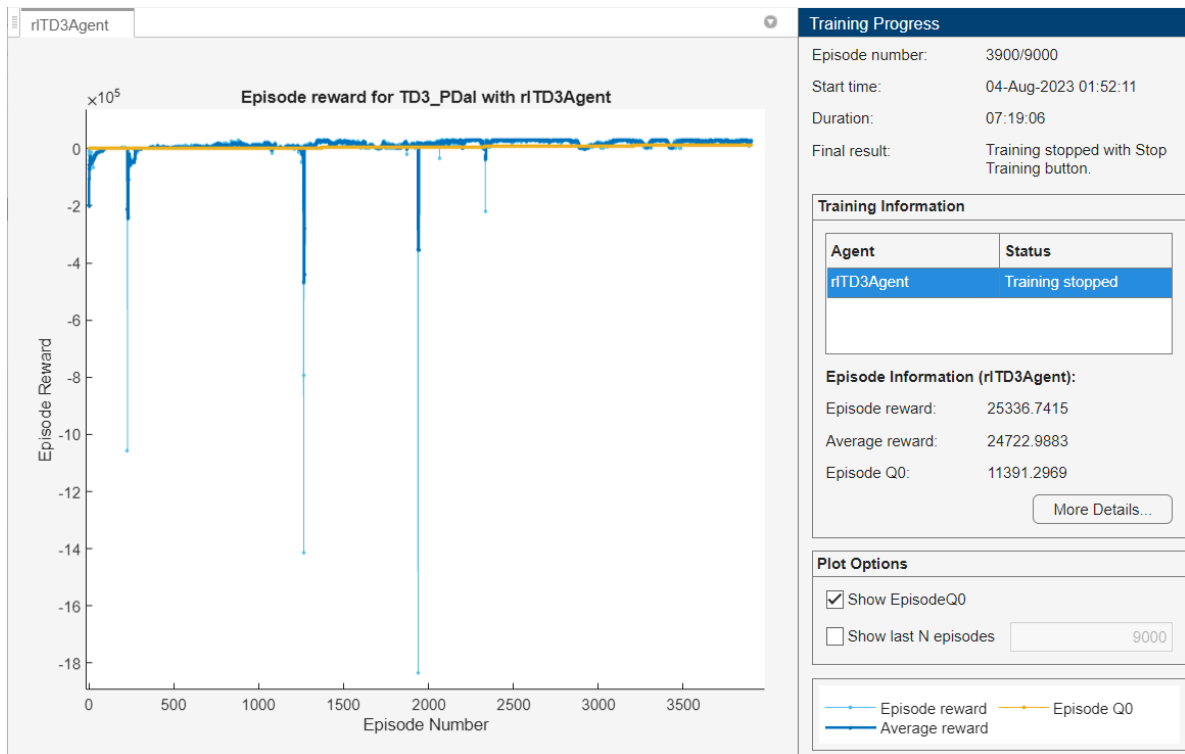 rlTD3Agent
Episode reward for TD3_PDal with rlTD3Agent
×10⁵
0
-2
-4
-6
-8
-10
-12
-14
-16
-18
Episode Reward
0 500 1000 1500 2000 2500 3000 3500
Episode Number
Training Progress
Episode number: 3900/9000
Start time: 04-Aug-2023 01:52:11
Duration: 07:19:06
Final result: Training stopped with Stop
Training button.
Training Information
Agent Status
rlTD3Agent Training stopped
Episode Information (rlTD3Agent):
Episode reward: 25336.7415
Average reward: 24722.9883
Episode Q0: 11391.2969
More Details...
Plot Options
Show EpisodeQ0
Show last N episodes 9000
Episode reward Episode Q0
Average reward